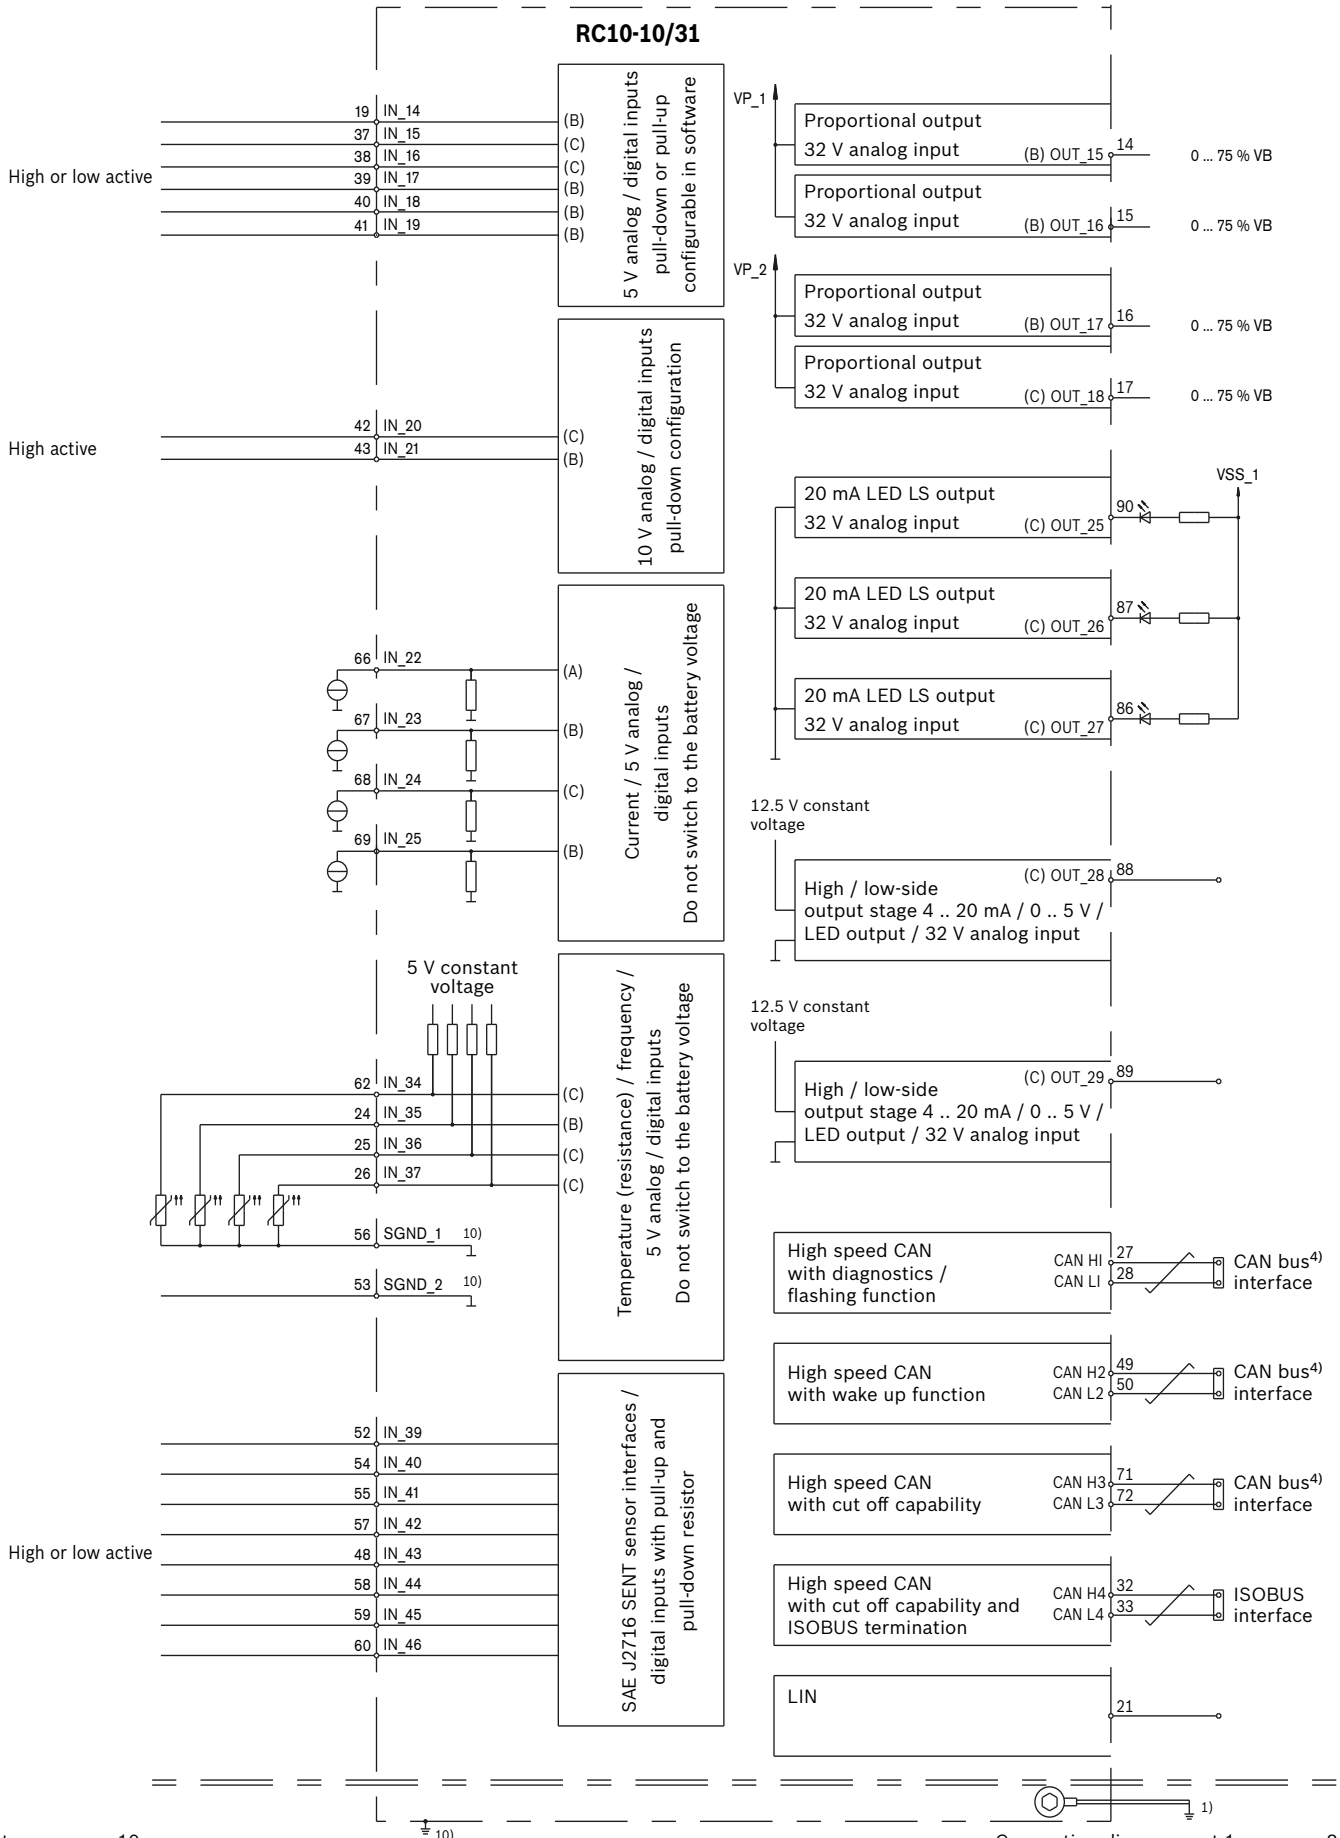 RC10-10/31
High or low active
19 IN_14 (B)
37 IN_15 (C)
38 IN_16 (C)
39 IN_17 (B)
40 IN_18 (B)
41 IN_19 (B)
5 V analog / digital inputs
pull-down or pull-up
configurable in software
High active
42 IN_20 (C)
43 IN_21 (B)
10 V analog / digital inputs
pull-down configuration
66 IN_22 (A)
67 IN_23 (B)
68 IN_24 (C)
69 IN_25 (B)
Current / 5 V analog /
digital inputs
Do not switch to the battery voltage
5 V constant
voltage
62 IN_34 (C)
24 IN_35 (B)
25 IN_36 (C)
26 IN_37 (C)
56 SGND_1 10)
53 SGND_2 10)
Temperature (resistance) / frequency /
5 V analog / digital inputs
Do not switch to the battery voltage
High or low active
52 IN_39
54 IN_40
55 IN_41
57 IN_42
48 IN_43
58 IN_44
59 IN_45
60 IN_46
SAE J2716 SENT sensor interfaces /
digital inputs with pull-up and
pull-down resistor
VP_1
Proportional output
32 V analog input (B) OUT_15 14 0 ... 75 % VB
Proportional output
32 V analog input (B) OUT_16 15 0 ... 75 % VB
VP_2
Proportional output
32 V analog input (B) OUT_17 16 0 ... 75 % VB
Proportional output
32 V analog input (C) OUT_18 17 0 ... 75 % VB
VSS_1
20 mA LED LS output
32 V analog input (C) OUT_25 90
20 mA LED LS output
32 V analog input (C) OUT_26 87
20 mA LED LS output
32 V analog input (C) OUT_27 86
12.5 V constant
voltage
(C) OUT_28 88
High / low-side
output stage 4 .. 20 mA / 0 .. 5 V /
LED output / 32 V analog input
12.5 V constant
voltage
(C) OUT_29 89
High / low-side
output stage 4 .. 20 mA / 0 .. 5 V /
LED output / 32 V analog input
High speed CAN
with diagnostics /
flashing function
CAN HI 27
CAN LI 28
CAN bus4)
interface
High speed CAN
with wake up function
CAN H2 49
CAN L2 50
CAN bus4)
interface
High speed CAN
with cut off capability
CAN H3 71
CAN L3 72
CAN bus4)
interface
High speed CAN
with cut off capability and
ISOBUS termination
CAN H4 32
CAN L4 33
ISOBUS
interface
LIN
21
1)
10)